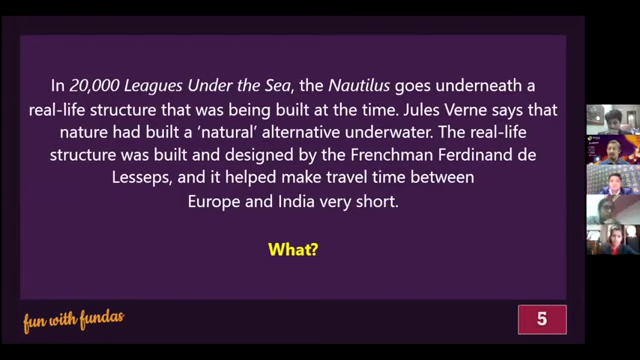 In 20,000 Leagues Under the Sea, the Nautilus goes underneath a
real-life structure that was being built at the time. Jules Verne says that
nature had built a ‘natural’ alternative underwater. The real-life
structure was built and designed by the Frenchman Ferdinand de
Lesseps, and it helped make travel time between
Europe and India very short.
What?
fun with fundas
5